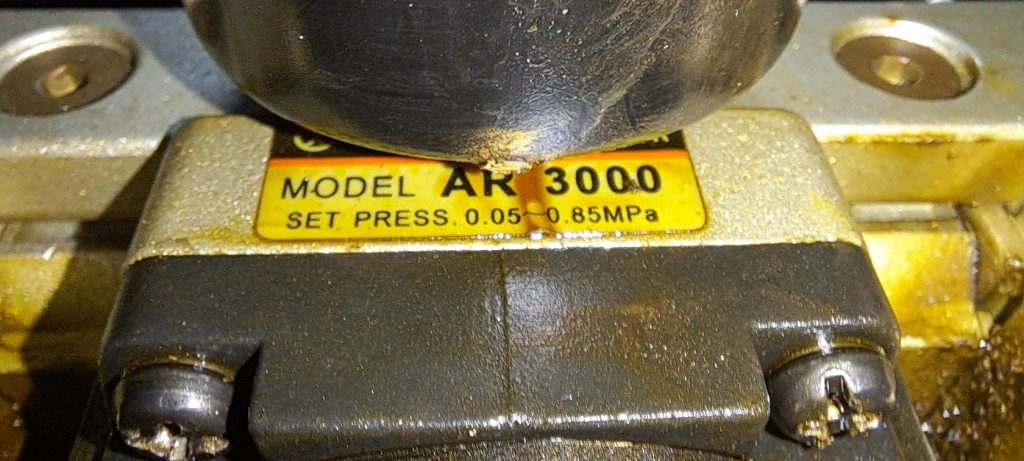 MODEL AR 3000
SET PRESS. 0.05~0.85MPa